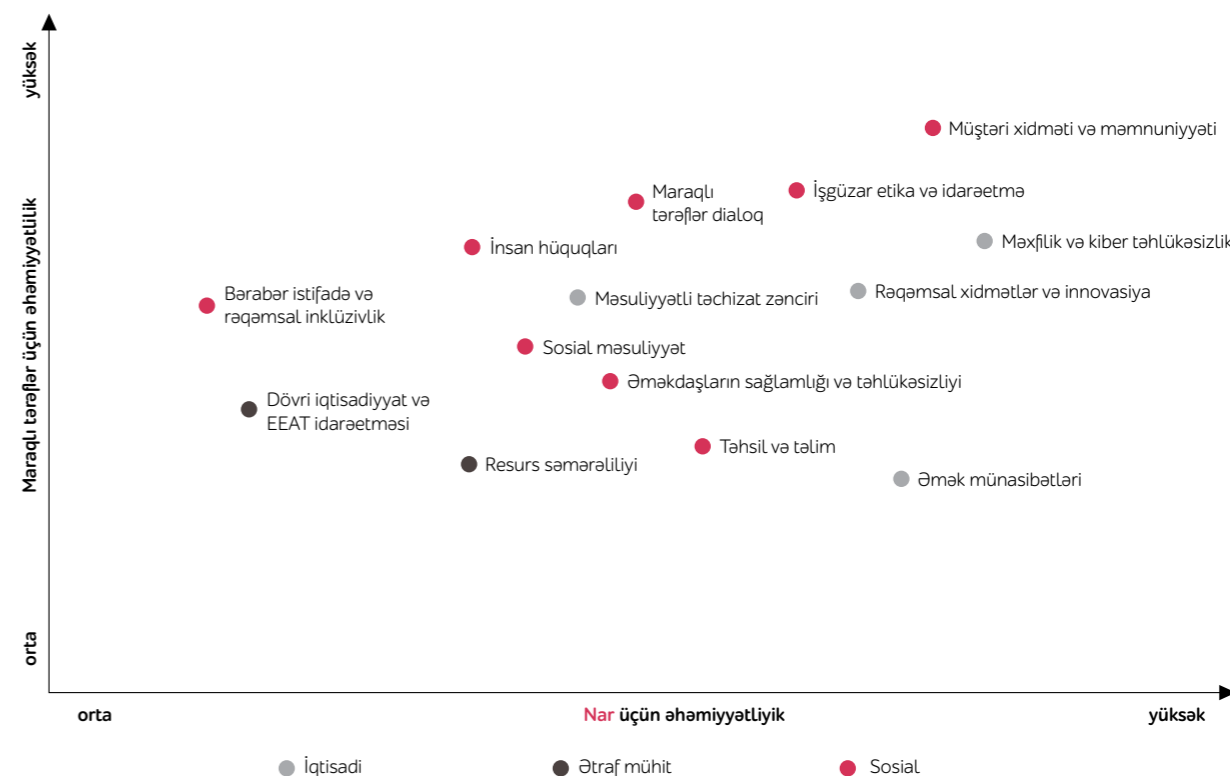 yüksək
Maraqlı tərəflər üçün əhəmiyyətlilik
orta
Müştəri xidməti və məmnuniyyəti
İşgüzar etika və idarəetmə
Maraqlı
tərəflər dialoq
Məxfilik və kiber təhlükəsizlik
İnsan hüquqları
Rəqəmsal xidmətlər və innovasiya
Məsuliyyətli təchizat zənciri
Bərabər istifadə və
rəqəmsal inklüzivlik
Sosial məsuliyyət
Əməkdaşların sağlamlığı və təhlükəsizliyi
Dövri iqtisadiyyat və
EEAT idarəetməsi
Təhsil və təlim
Resurs səmərəliliyi
Əmək münasibətləri
orta
Nar üçün əhəmiyyətliyik
yüksək
İqtisadi
Ətraf mühit
Sosial